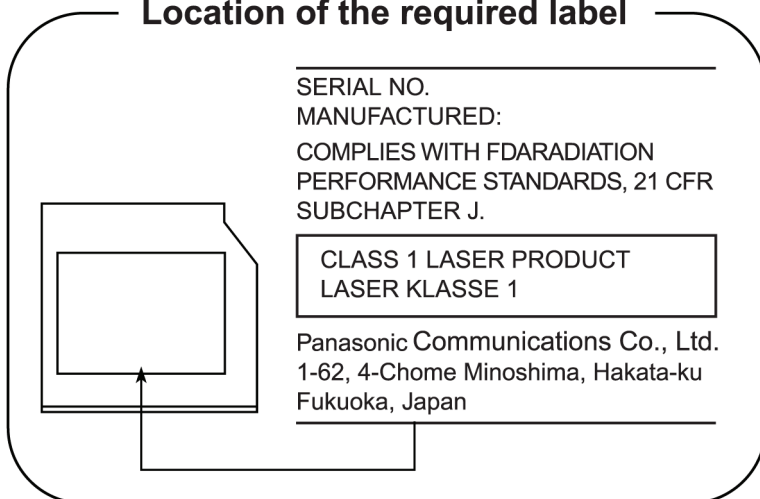 Location of the required label
SERIAL NO.
MANUFACTURED:
COMPLIES WITH FDARADIATION
PERFORMANCE STANDARDS, 21 CFR
SUBCHAPTER J.
CLASS 1 LASER PRODUCT
LASER KLASSE 1
Panasonic Communications Co., Ltd.
1-62, 4-Chome Minoshima, Hakata-ku
Fukuoka, Japan